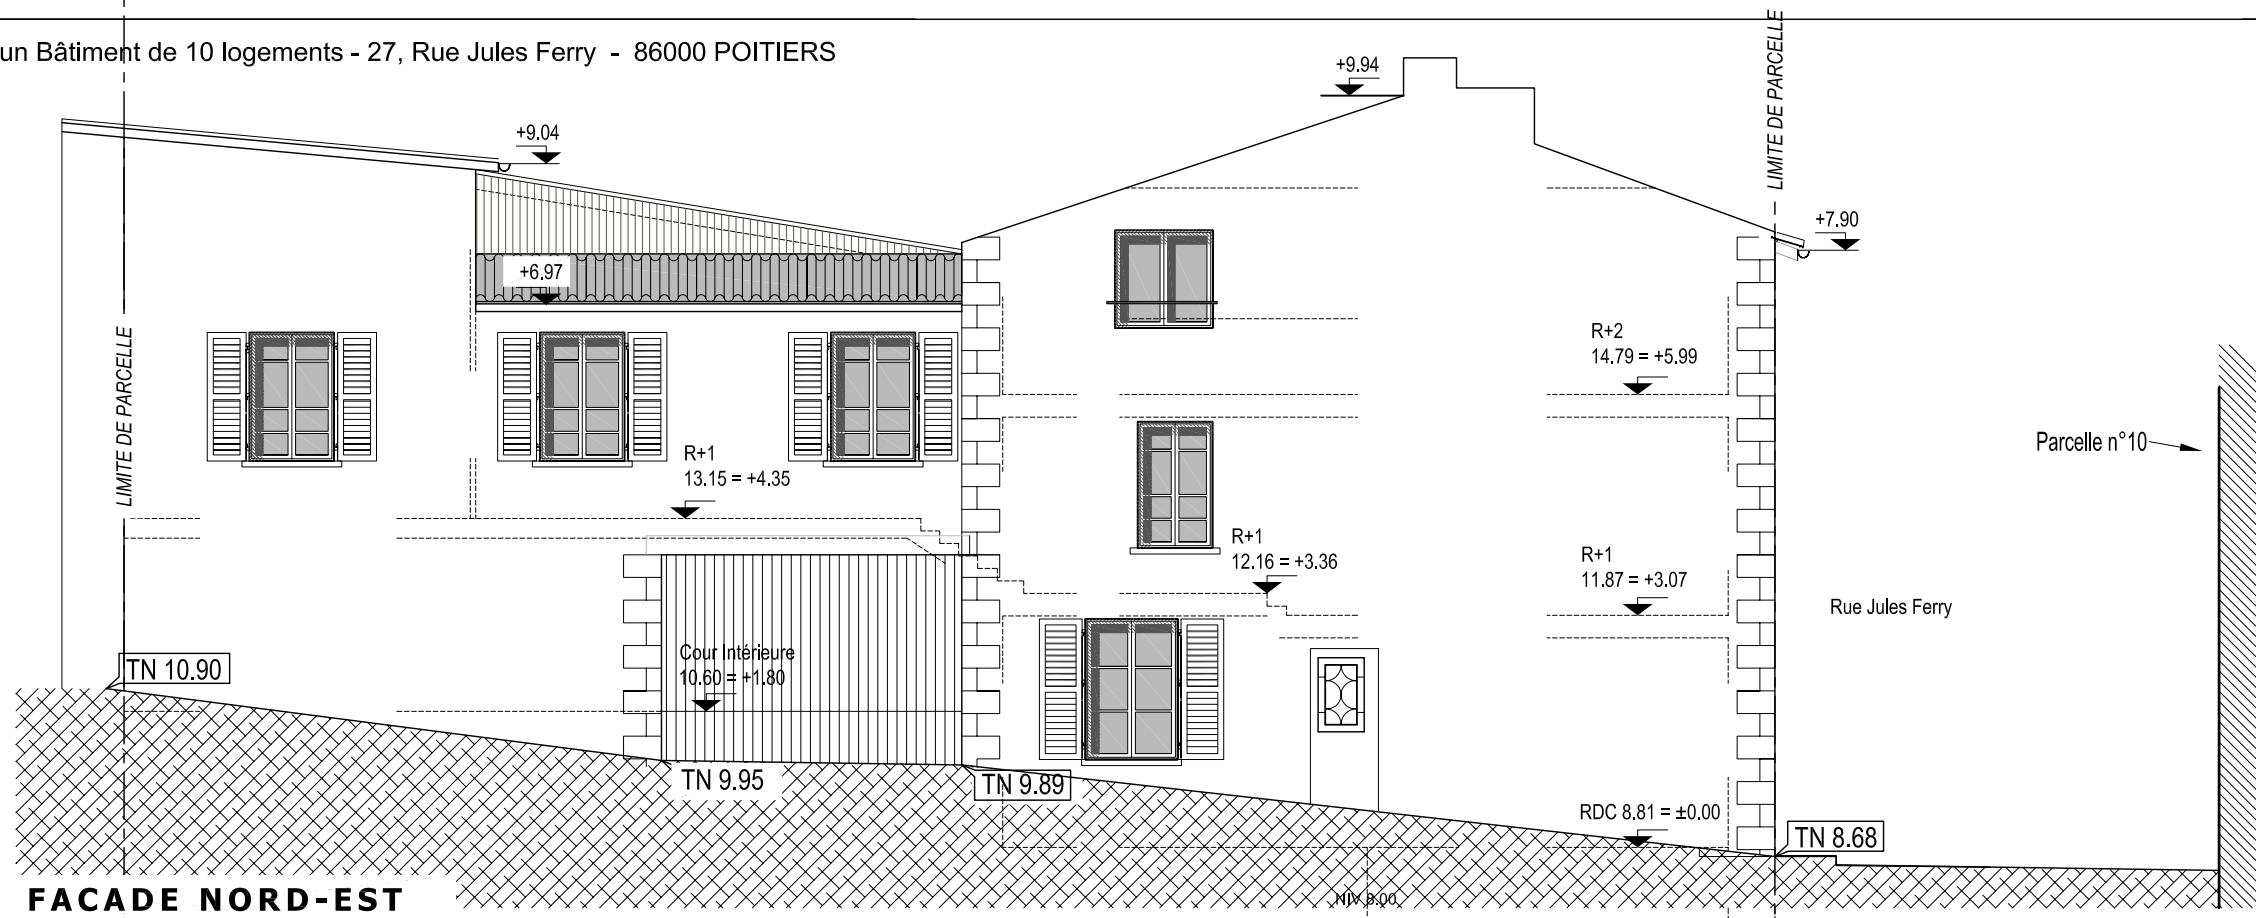 un Bâtiment de 10 logements - 27, Rue Jules Ferry - 86000 POITIERS
LIMITE DE PARCELLE
+9.94
+9.04
+7.90
+6.97
LIMITE DE PARCELLE
R+2
14.79 = +5.99
Parcelle n°10
R+1
13.15 = +4.35
R+1
12.16 = +3.36
R+1
11.87 = +3.07
Rue Jules Ferry
Cour Intérieure
10.60 = +1.80
TN 10.90
TN 9.95
TN 9.89
RDC 8.81 = ±0.00
TN 8.68
FACADE NORD-EST
NIV 8.00